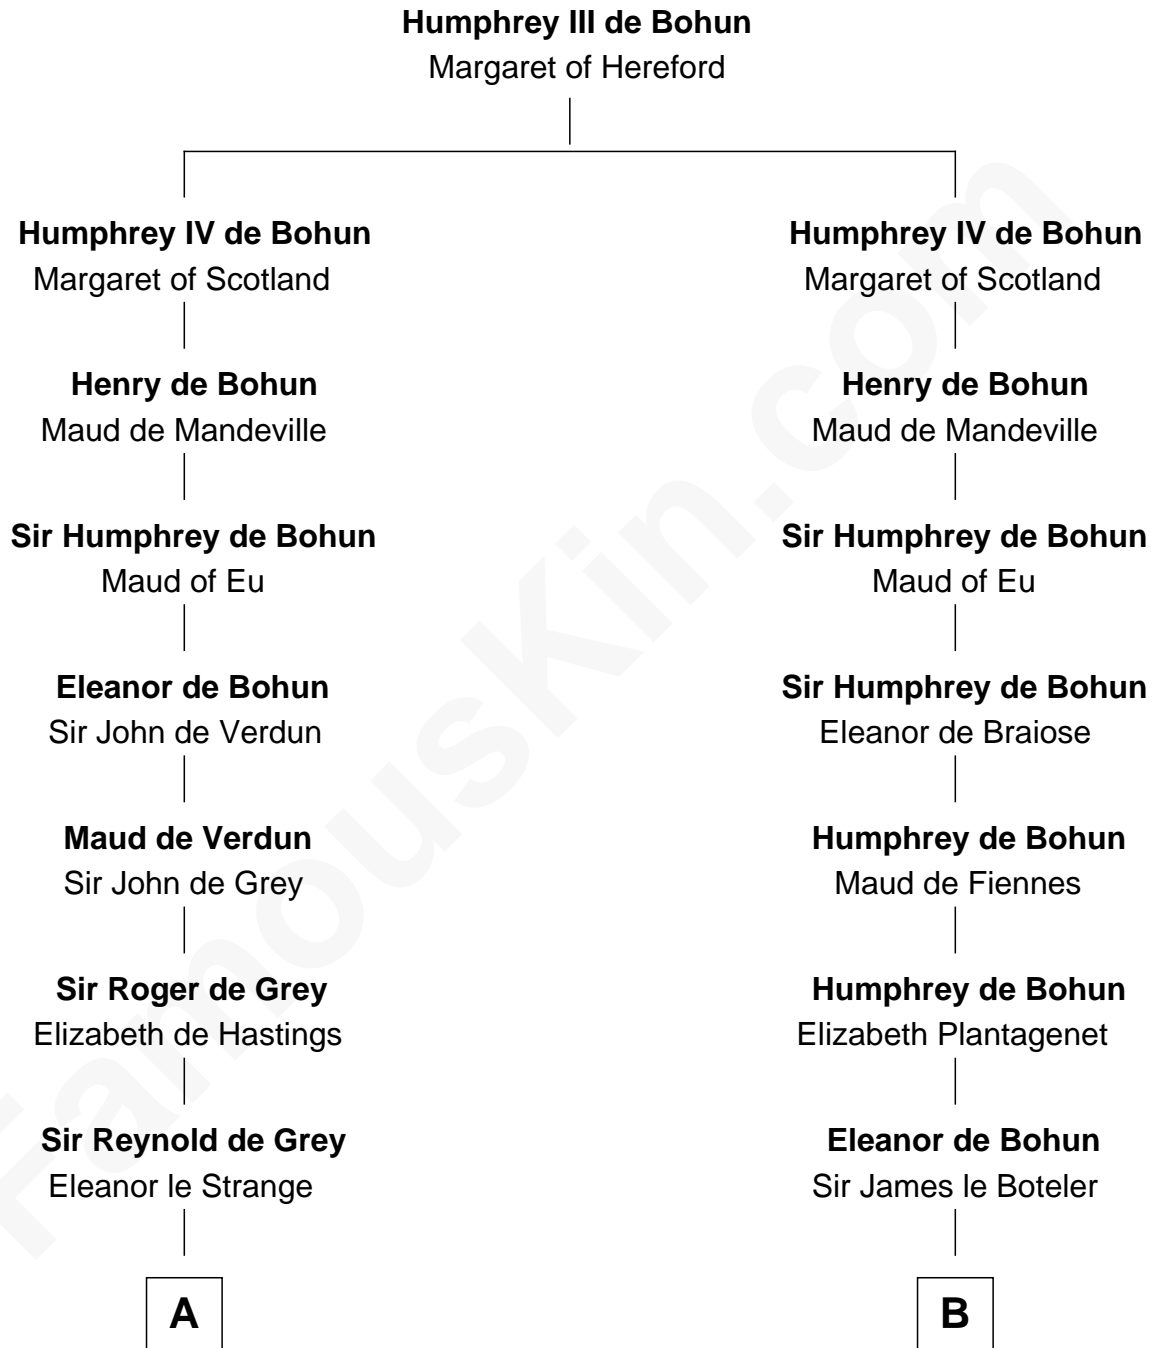 Humphrey III de Bohun
Margaret of Hereford
Humphrey IV de Bohun
Margaret of Scotland
Henry de Bohun
Maud de Mandeville
Sir Humphrey de Bohun
Maud of Eu
Eleanor de Bohun
Sir John de Verdun
Maud de Verdun
Sir John de Grey
Sir Roger de Grey
Elizabeth de Hastings
Sir Reynold de Grey
Eleanor le Strange
A
Humphrey IV de Bohun
Margaret of Scotland
Henry de Bohun
Maud de Mandeville
Sir Humphrey de Bohun
Maud of Eu
Sir Humphrey de Bohun
Eleanor de Braiose
Humphrey de Bohun
Maud de Fiennes
Humphrey de Bohun
Elizabeth Plantagenet
Eleanor de Bohun
Sir James le Boteler
B
FamousKin.com